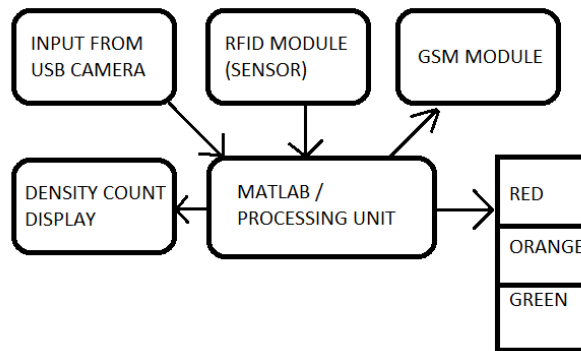 INPUT FROM
USB CAMERA
RFID MODULE
(SENSOR)
GSM MODULE
DENSITY COUNT
DISPLAY
MATLAB /
PROCESSING UNIT
RED
ORANGE
GREEN